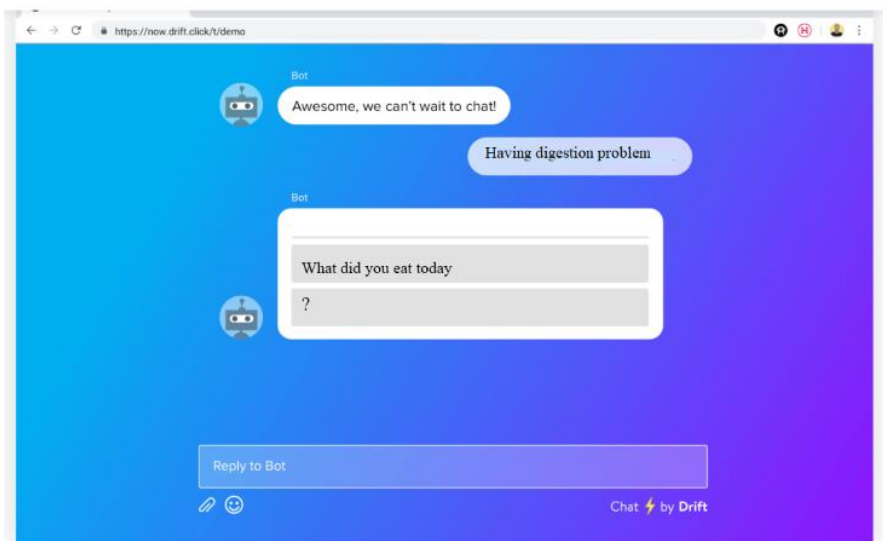 https://now.drift.click/t/demo
Bot
Awesome, we can't wait to chat!
Having digestion problem
Bot
What did you eat today
?
Reply to Bot
Chat ⚡ by Drift